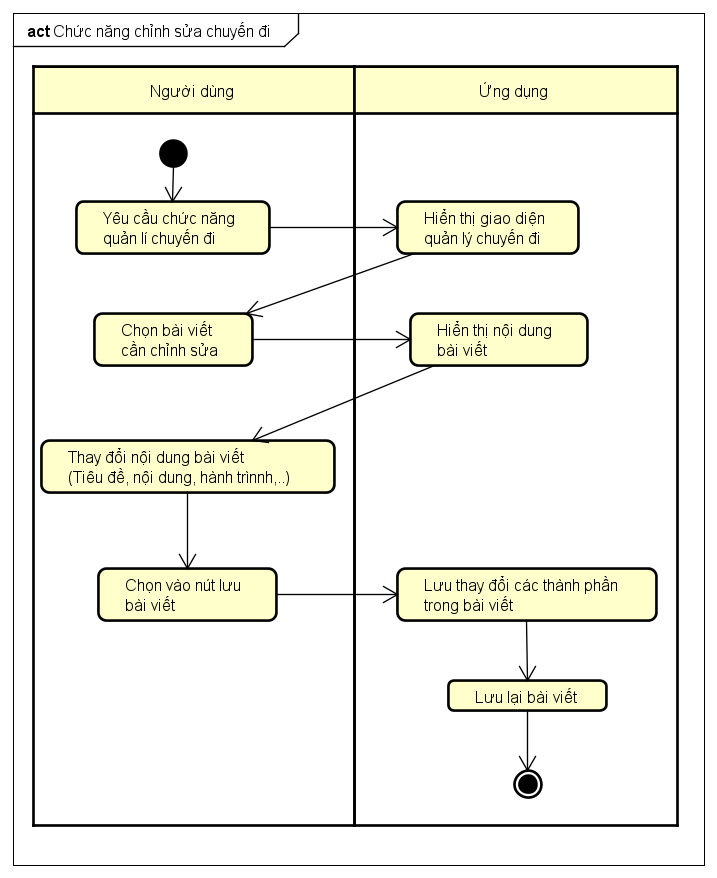 act Chức năng chỉnh sửa chuyến đi
Người dùng
Ứng dụng
Yêu cầu chức năng
quản lí chuyến đi
Hiển thị giao diện
quản lý chuyến đi
Chọn bài viết
cần chỉnh sửa
Hiển thị nội dung
bài viết
Thay đổi nội dung bài viết
(Tiêu đề, nội dung, hành trìnnh,..)
Chọn vào nút lưu
bài viết
Lưu thay đổi các thành phần
trong bài viết
Lưu lại bài viết